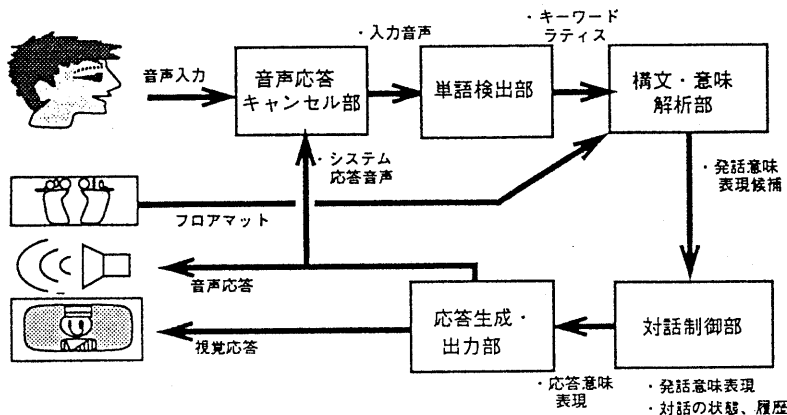 ・キーワード
ラティス
・入力音声
音声入力
音声応答
キャンセル部
単語検出部
構文・意味
解析部
・システム
応答音声
・発話意味
表現候補
フロアマット
音声応答
視覚応答
応答生成・
出力部
対話制御部
・応答意味
表現
・発話意味表現
・対話の状態、履歴